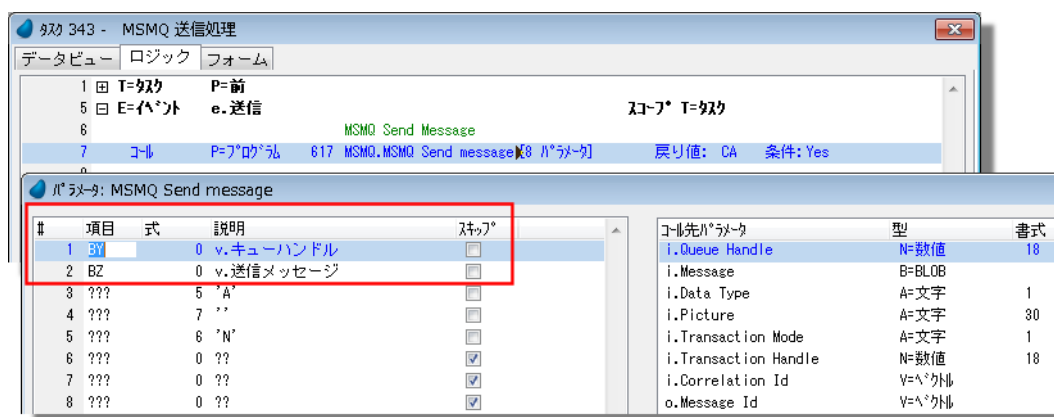 ﾀｽｸ 343 - MSMQ 送信処理
データビュー ロジック フォーム
1 T=ﾀｽｸ P=前
5 E=ｲﾍﾞﾝﾄ e.送信 ｽｺｰﾌﾟ T=ﾀｽｸ
6 MSMQ Send Message
7 ｺｰﾙ P=ﾌﾟﾛｸﾞﾗﾑ 617 MSMQ.MSMQ Send message [8 ﾊﾟﾗﾒｰﾀ] 戻り値: CA 条件:Yes
ﾊﾟﾗﾒｰﾀ: MSMQ Send message
# 項目 式 説明 ｽｷｯﾌﾟ ｺｰﾙ先ﾊﾟﾗﾒｰﾀ 型 書式
1 BY 0 v.キューハンドル i.Queue Handle N=数値 18
2 BZ 0 v.送信メッセージ i.Message B=BLOB
3 ??? 5 'A' i.Data Type A=文字 1
4 ??? 7 '' i.Picture A=文字 30
5 ??? 6 'N' i.Transaction Mode A=文字 1
6 ??? 0 ?? i.Transaction Handle N=数値 18
7 ??? 0 ?? i.Correlation Id V=ﾍﾞｸﾄﾙ
8 ??? 0 ?? o.Message Id V=ﾍﾞｸﾄﾙ